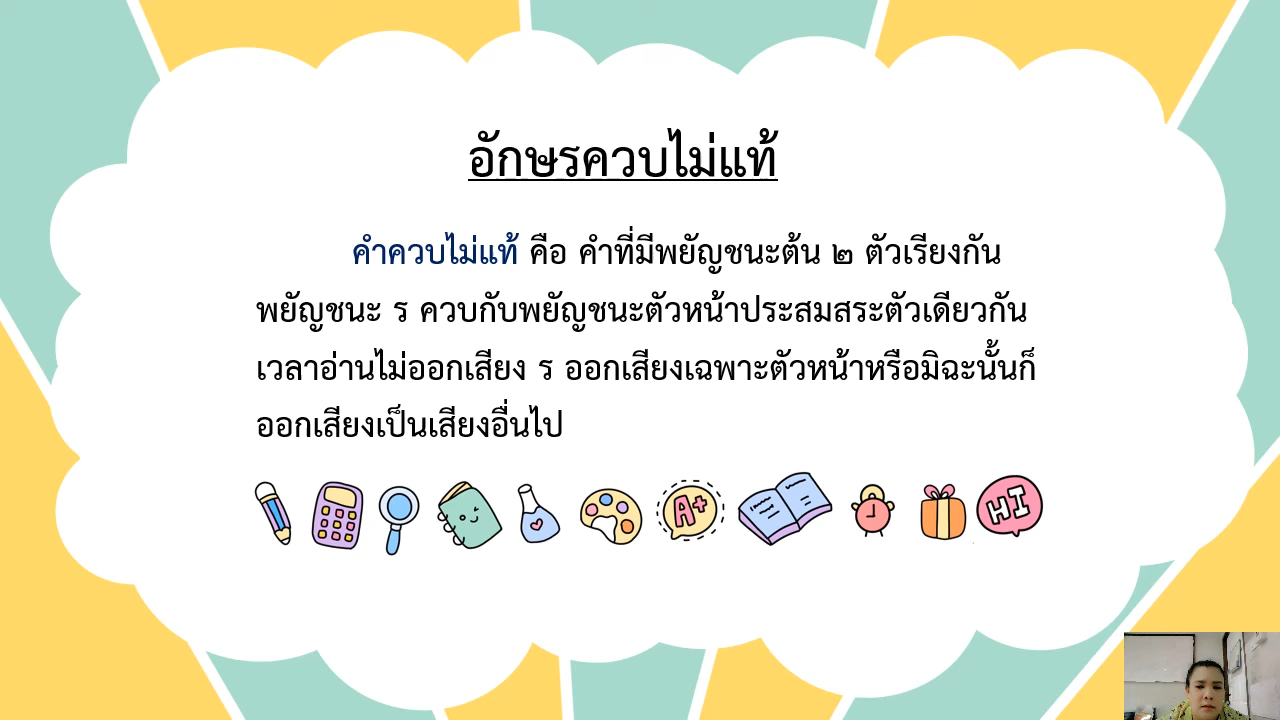 อักษรควบไม่แท้
คำควบไม่แท้ คือ คำที่มีพยัญชนะต้น ๒ ตัวเรียงกัน
พยัญชนะ ร ควบกับพยัญชนะตัวหน้าประสมสระตัวเดียวกัน
เวลาอ่านไม่ออกเสียง ร ออกเสียงเฉพาะตัวหน้าหรือมิฉะนั้นก็
ออกเสียงเป็นเสียงอื่นไป
A+
HI